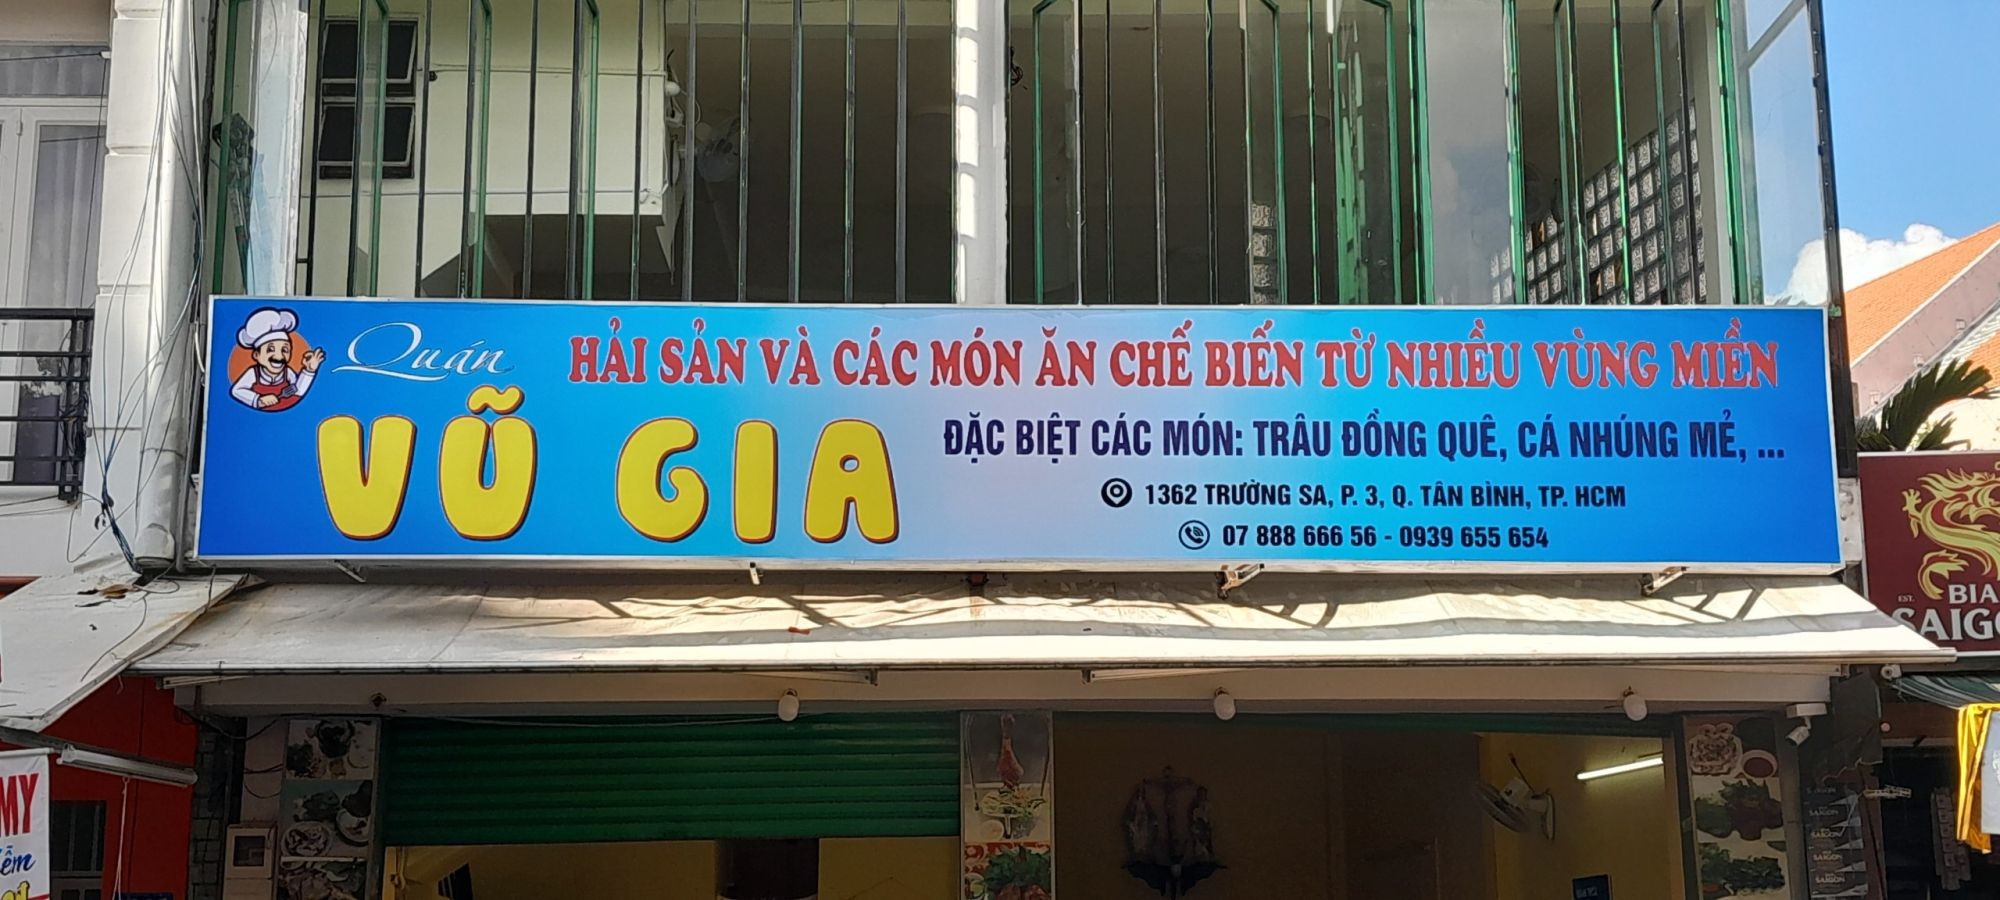 Quán
VŨ GIA
HẢI SẢN VÀ CÁC MÓN ĂN CHẾ BIẾN TỪ NHIỀU VÙNG MIỀN
ĐẶC BIỆT CÁC MÓN: TRÂU ĐỒNG QUÊ, CÁ NHÚNG MẺ, ...
1362 TRƯỜNG SA, P. 3, Q. TÂN BÌNH, TP. HCM
07 888 666 56 - 0939 655 654
EST.
BIA
SAIGO
MY